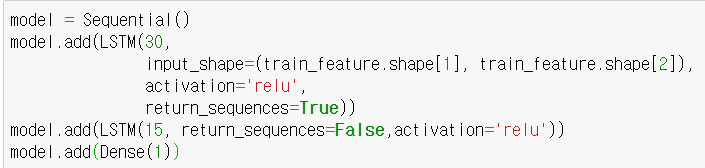 model = Sequential()
model.add(LSTM(30,
input_shape=(train_feature.shape[1], train_feature.shape[2]),
activation='relu',
return_sequences=True))
model.add(LSTM(15, return_sequences=False,activation='relu'))
model.add(Dense(1))